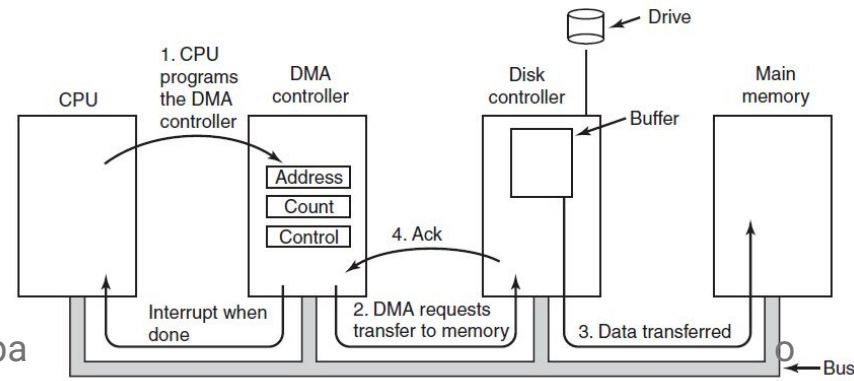 Drive
1. CPU
programs
the DMA
controller
CPU
DMA
controller
Disk
controller
Main
memory
Buffer
Address
Count
Control
4. Ack
Interrupt when
done
2. DMA requests
transfer to memory
3. Data transferred
Bus
pa
o